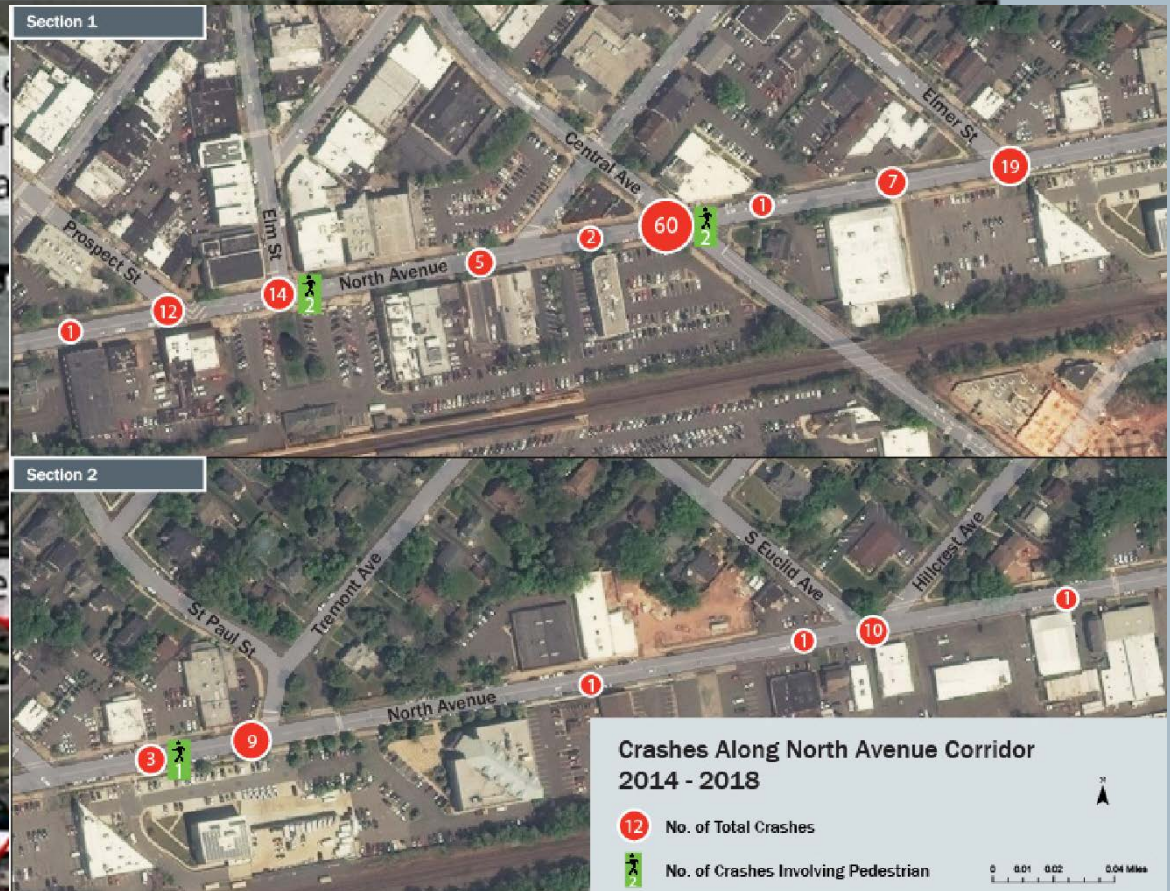 Section 1
Central Ave
Elmer St
19
7
1
60
2
2
Prospect St
Elm St
North Avenue
5
14
2
12
1
Section 2
St Paul St
Tremont Ave
S Euclid Ave
Hillcrest Ave
1
10
1
1
North Avenue
9
3
1
Crashes Along North Avenue Corridor
2014 - 2018
12 No. of Total Crashes
2 No. of Crashes Involving Pedestrian
N
0 0.01 0.02 0.04 Miles